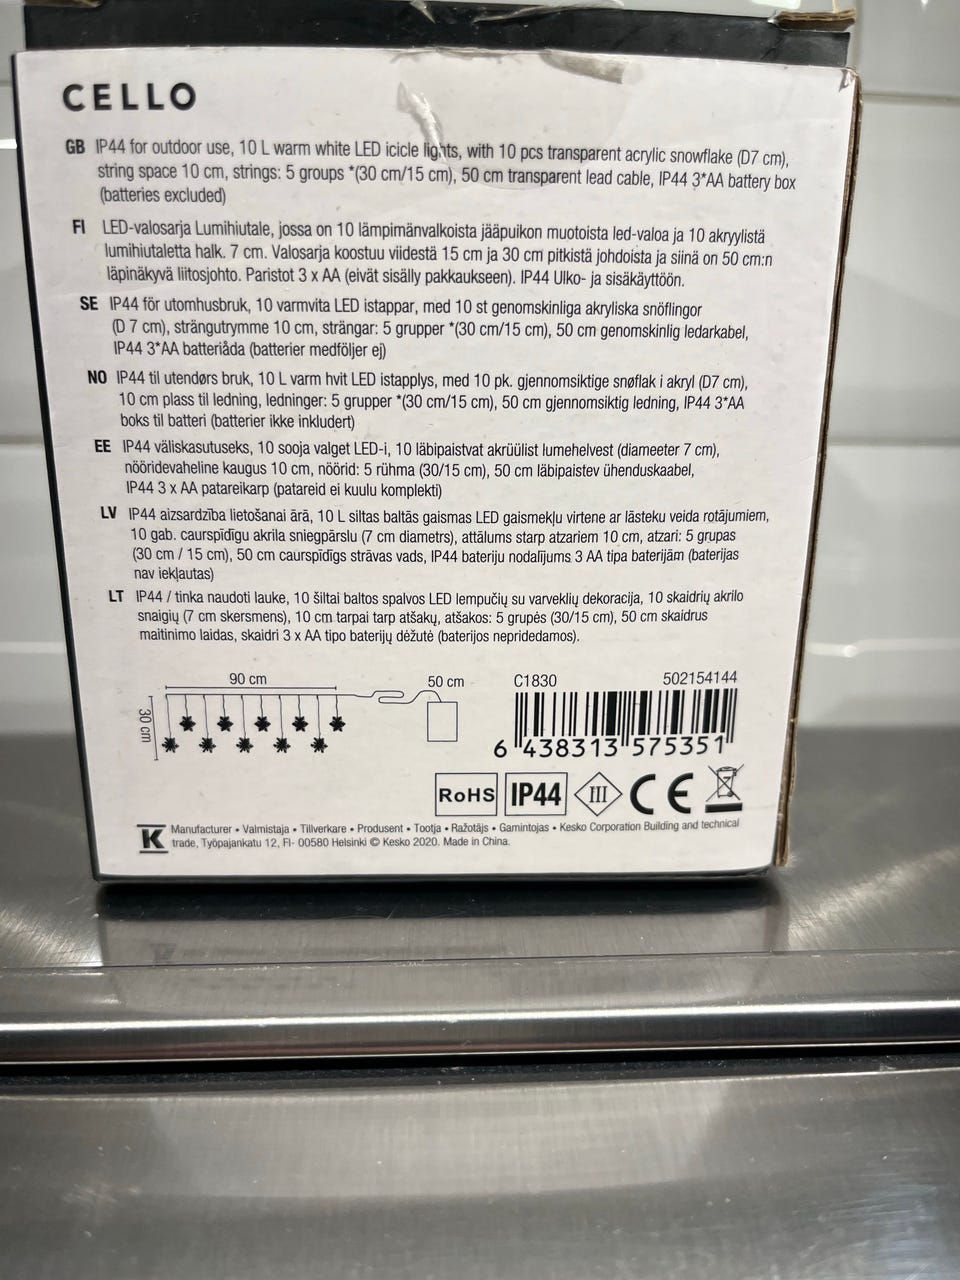 CELLO
GB IP44 for outdoor use, 10 L warm white LED icicle lights, with 10 pcs transparent acrylic snowflake (D7 cm),
string space 10 cm, strings: 5 groups *(30 cm/15 cm), 50 cm transparent lead cable, IP44 3*AA battery box
(batteries excluded)
FI LED-valosarja Lumihiutale, jossa on 10 lämpimänvalkoista jääpuikon muotoista led-valoa ja 10 akryylistä
lumihiutaletta halk. 7 cm. Valosarja koostuu viidestä 15 cm ja 30 cm pitkistä johdoista ja siinä on 50 cm:n
läpinäkyvä liitosjohto. Paristot 3 x AA (eivät sisälly pakkaukseen). IP44 Ulko- ja sisäkäyttöön.
SE IP44 för utomhusbruk, 10 varmvita LED istappar, med 10 st genomskinliga akryliska snöflingor
(D 7 cm), strängutrymme 10 cm, strängar: 5 grupper *(30 cm/15 cm), 50 cm genomskinlig ledarkabel,
IP44 3*AA batteriåda (batterier medföljer ej)
NO IP44 til utendørs bruk, 10 L varm hvit LED istapplys, med 10 pk. gjennomsiktige snøflak i akryl (D7 cm),
10 cm plass til ledning, ledninger: 5 grupper *(30 cm/15 cm), 50 cm gjennomsiktig ledning, IP44 3*AA
boks til batteri (batterier ikke inkludert)
EE IP44 väliskasutuseks, 10 sooja valget LED-i, 10 läbipaistvat akrüülist lumehelvest (diameeter 7 cm),
nööridevaheline kaugus 10 cm, nöörid: 5 rühma (30/15 cm), 50 cm läbipaistev ühenduskaabel,
IP44 3 x AA patareikarp (patareid ei kuulu komplekti)
LV IP44 aizsardzība lietošanai ārā, 10 L siltas baltās gaismas LED gaismekļu virtene ar lāsteku veida rotājumiem,
10 gab. caurspīdīgu akrila sniegpārslu (7 cm diametrs), attālums starp atzariem 10 cm, atzari: 5 grupas
(30 cm / 15 cm), 50 cm caurspīdīgs strāvas vads, IP44 bateriju nodalījums 3 AA tipa baterijām (baterijas
nav iekļautas)
LT IP44 / tinka naudoti lauke, 10 šiltai baltos spalvos LED lempučių su varveklių dekoracija, 10 skaidrių akrilo
snaigių (7 cm skersmens), 10 cm tarpai tarp atšakų, atšakos: 5 grupės (30/15 cm), 50 cm skaidrus
maitinimo laidas, skaidri 3 x AA tipo baterijų dėžutė (baterijos nepridedamos).
90 cm
50 cm
30 cm
C1830 502154144
6 438313 575351
RoHS IP44 III CE
K Manufacturer • Valmistaja • Tillverkare • Produsent • Tootja • Ražotājs • Gamintojas • Kesko Corporation Building and technical
trade, Työpajankatu 12, FI- 00580 Helsinki © Kesko 2020. Made in China.